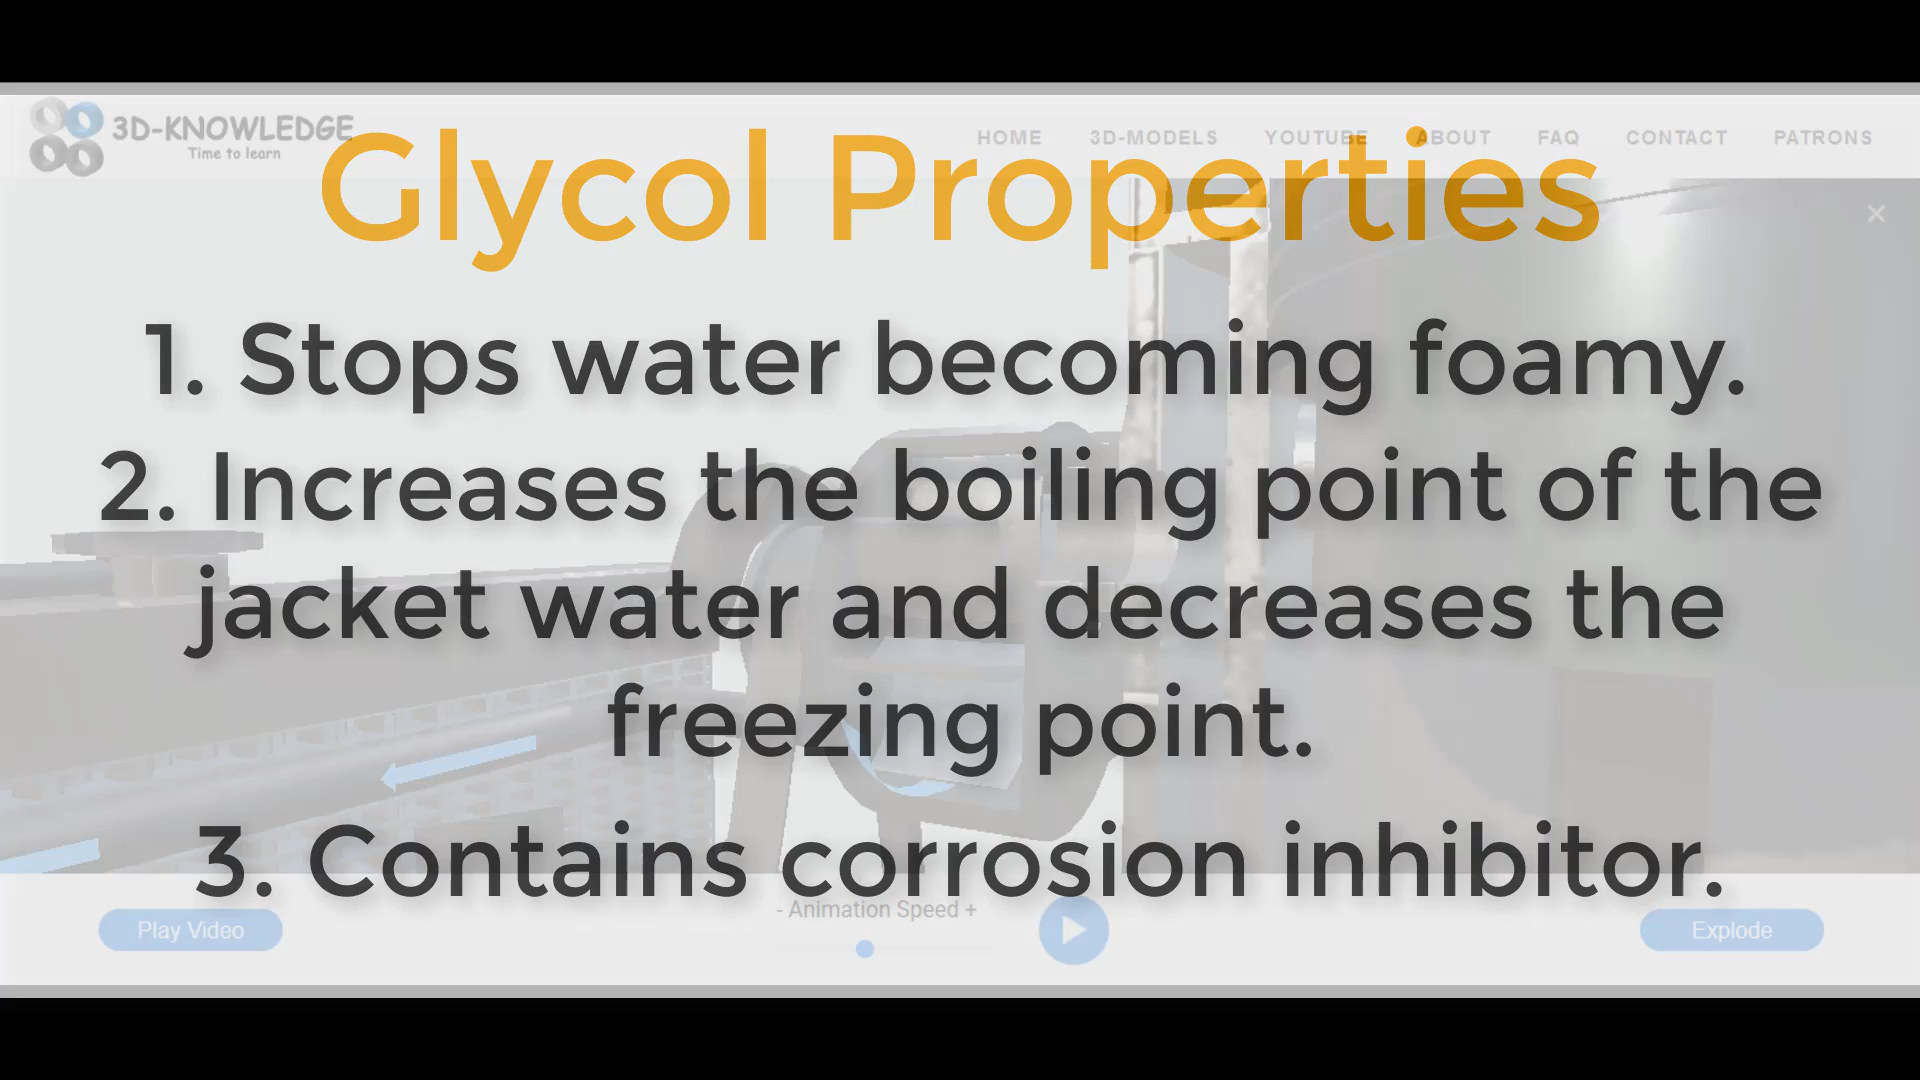 3D-KNOWLEDGE
Time to learn
HOME 3D-MODELS YOUTUBE ABOUT FAQ CONTACT PATRONS
Glycol Properties
1. Stops water becoming foamy.
2. Increases the boiling point of the
jacket water and decreases the
freezing point.
3. Contains corrosion inhibitor.
- Animation Speed +
Play Video
Explode